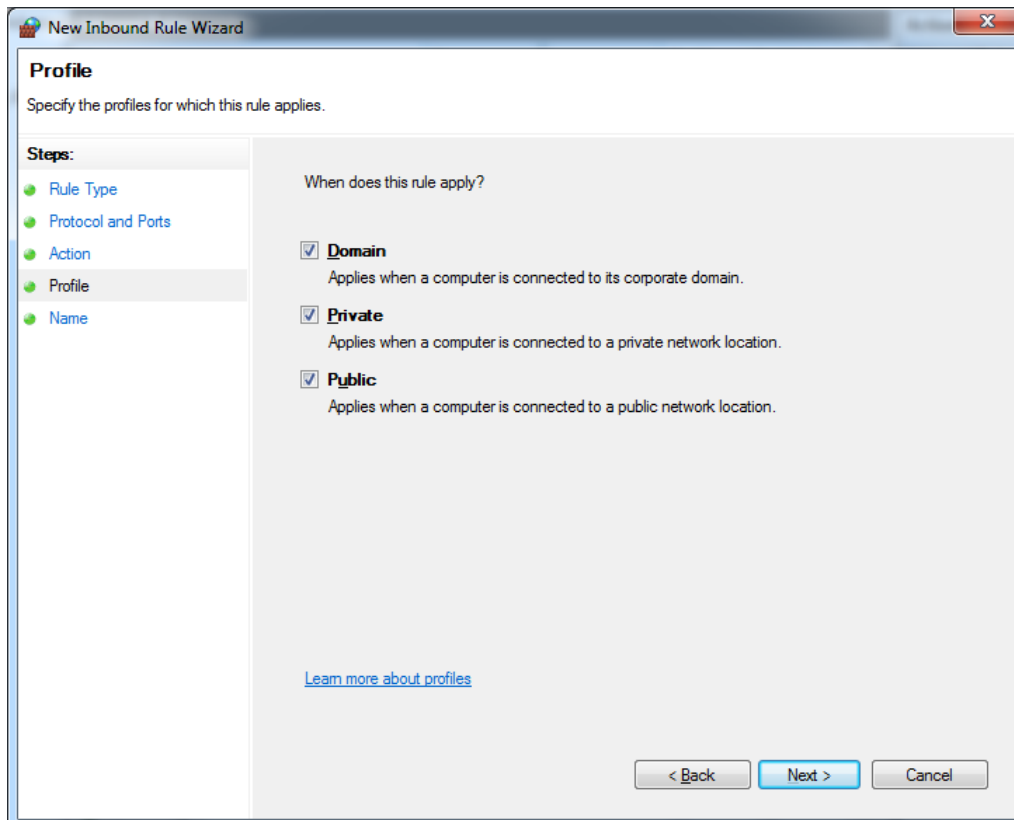 New Inbound Rule Wizard
Profile
Specify the profiles for which this rule applies.
Steps:
Rule Type
Protocol and Ports
Action
Profile
Name
When does this rule apply?
Domain
Applies when a computer is connected to its corporate domain.
Private
Applies when a computer is connected to a private network location.
Public
Applies when a computer is connected to a public network location.
Learn more about profiles
< Back
Next >
Cancel